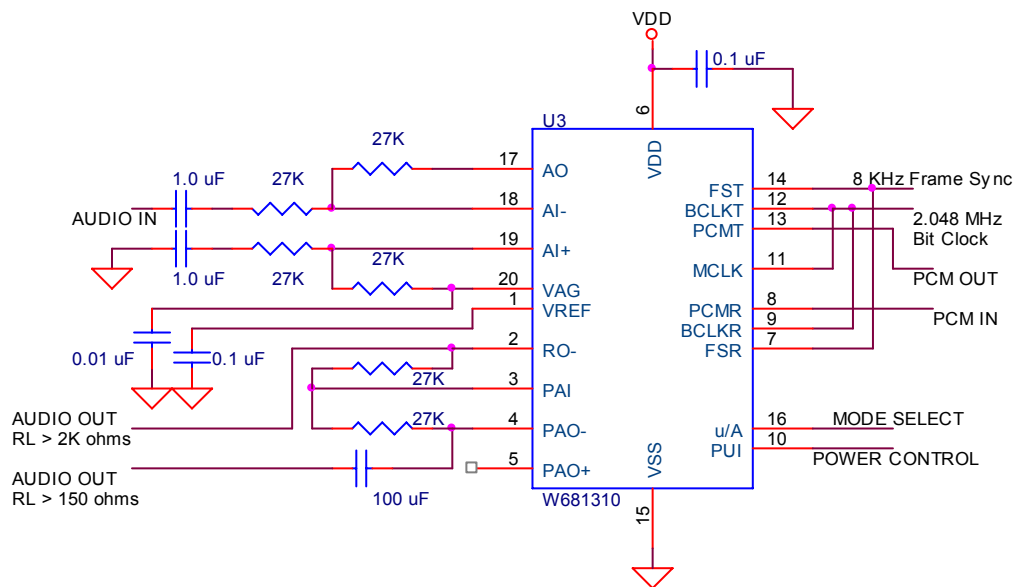 VDD
0.1 uF
6
U3
VDD
27K
17
AO
14
FST
8 KHz Frame Sync
1.0 uF
27K
12
BCLKT
AUDIO IN
18
AI-
13
PCMT
2.048 MHz
Bit Clock
19
AI+
11
MCLK
1.0 uF
27K
27K
PCM OUT
20
VAG
1
VREF
8
PCMR
PCM IN
9
BCLKR
0.01 uF
0.1 uF
2
RO-
7
FSR
27K
3
PAI
AUDIO OUT
RL > 2K ohms
27K
4
PAO-
16
u/A
MODE SELECT
10
PUI
POWER CONTROL
5
PAO+
AUDIO OUT
RL > 150 ohms
100 uF
VSS
W681310
15